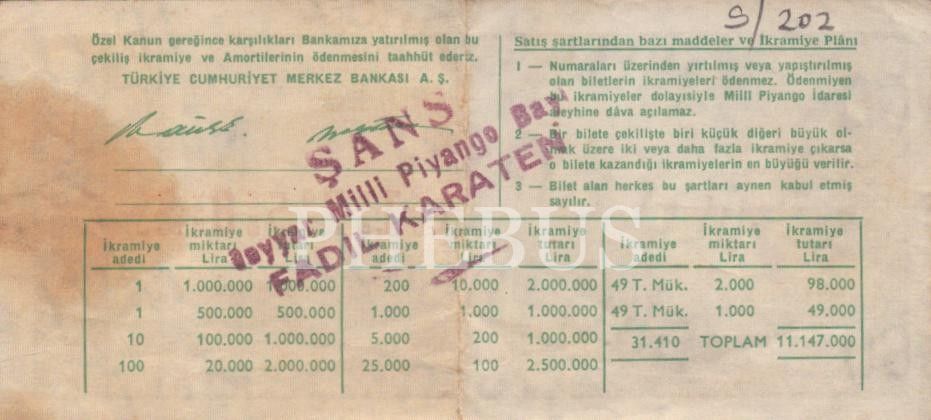 S/202
Özel Kanun gereğince karşılıkları Bankamıza yatırılmış olan bu
çekiliş ikramiye ve Amortilerinin ödenmesini taahhüt ederiz.
TÜRKİYE CUMHURİYET MERKEZ BANKASI A. Ş.
Satış şartlarından bazı maddeler ve İkramiye Plânı
1 — Numaraları üzerinden yırtılmış veya yapıştırılmış
olan biletlerin ikramiyeleri ödenmez. Ödenmiyen
bu ikramiyeler dolayısiyle Milli Piyango İdaresi
aleyhine dâva açılamaz.
2 — Bir bilete çekilişte biri küçük diğeri büyük ol-
mak üzere iki veya daha fazla ikramiye çıkarsa
o bilete kazandığı ikramiyelerin en büyüğü verilir.
3 — Bilet alan herkes bu şartları aynen kabul etmiş
sayılır.
ŞANS
Seyyar Milli Piyango Bayi
FADIL KARATEN
PHEBUS
İkramiye İkramiye İkramiye İkramiye İkramiye İkramiye İkramiye İkramiye İkramiye
adedi miktarı tutarı adedi miktarı tutarı adedi miktarı tutarı
Lira Lira Lira Lira Lira Lira
1 1.000.000 1.000.000 200 10.000 2.000.000 49 T. Mük. 2.000 98.000
1 500.000 500.000 1.000 1.000 1.000.000 49 T. Mük. 1.000 49.000
10 100.000 1.000.000 5.000 200 1.000.000 31.410 TOPLAM 11.147.000
100 20.000 2.000.000 25.000 100 2.500.000